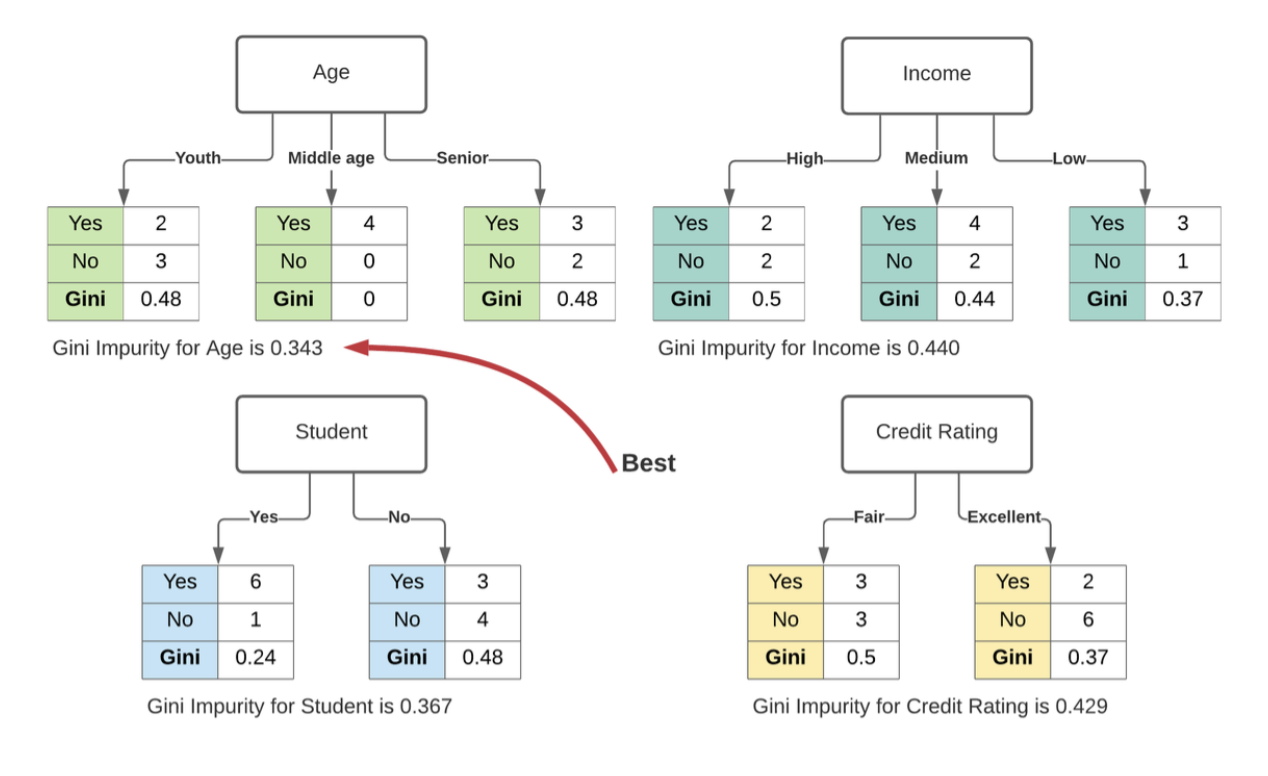 Age
Youth
Middle age
Senior
Yes 2
No 3
Gini 0.48
Yes 4
No 0
Gini 0
Yes 3
No 2
Gini 0.48
Gini Impurity for Age is 0.343
Income
High
Medium
Low
Yes 2
No 2
Gini 0.5
Yes 4
No 2
Gini 0.44
Yes 3
No 1
Gini 0.37
Gini Impurity for Income is 0.440
Best
Student
Yes
No
Yes 6
No 1
Gini 0.24
Yes 3
No 4
Gini 0.48
Gini Impurity for Student is 0.367
Credit Rating
Fair
Excellent
Yes 3
No 3
Gini 0.5
Yes 2
No 6
Gini 0.37
Gini Impurity for Credit Rating is 0.429